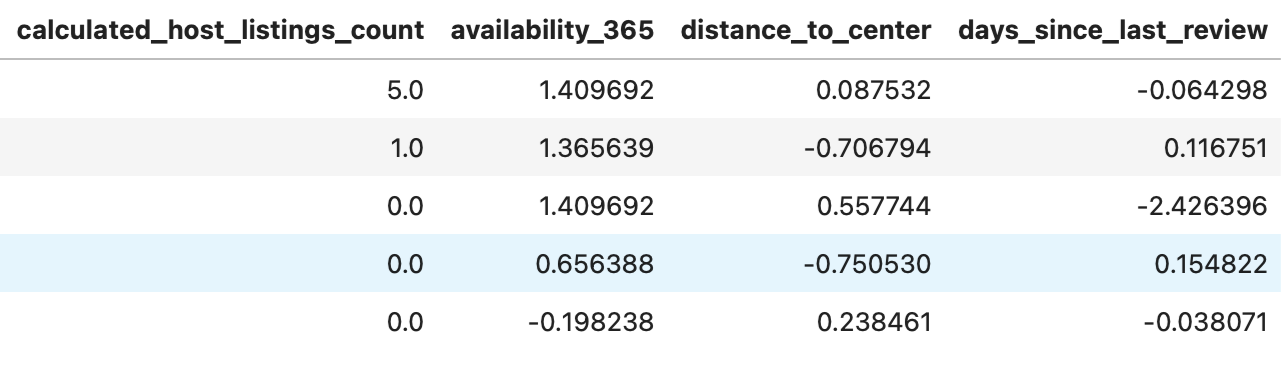 calculated_host_listings_count availability_365 distance_to_center days_since_last_review
5.0 1.409692 0.087532 -0.064298
1.0 1.365639 -0.706794 0.116751
0.0 1.409692 0.557744 -2.426396
0.0 0.656388 -0.750530 0.154822
0.0 -0.198238 0.238461 -0.038071